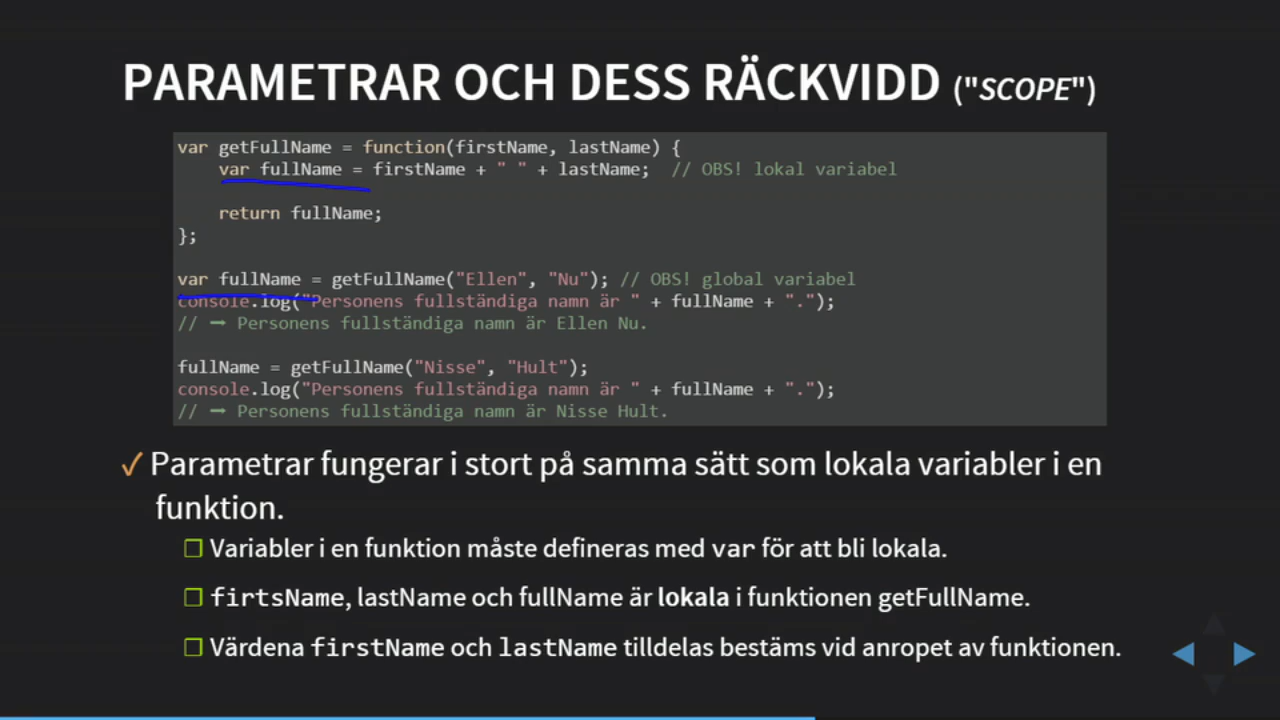 PARAMETRAR OCH DESS RÄCKVIDD ("SCOPE")
var getFullName = function(firstName, lastName) {
var fullName = firstName + " " + lastName; // OBS! lokal variabel
return fullName;
};
var fullName = getFullName("Ellen", "Nu"); // OBS! global variabel
console.log("Personens fullständiga namn är " + fullName + ".");
// ➞ Personens fullständiga namn är Ellen Nu.
fullName = getFullName("Nisse", "Hult");
console.log("Personens fullständiga namn är " + fullName + ".");
// ➞ Personens fullständiga namn är Nisse Hult.
✓ Parametrar fungerar i stort på samma sätt som lokala variabler i en
funktion.
❒ Variabler i en funktion måste defineras med var för att bli lokala.
❒ firtsName, lastName och fullName är lokala i funktionen getFullName.
❒ Värdena firstName och lastName tilldelas bestäms vid anropet av funktionen.